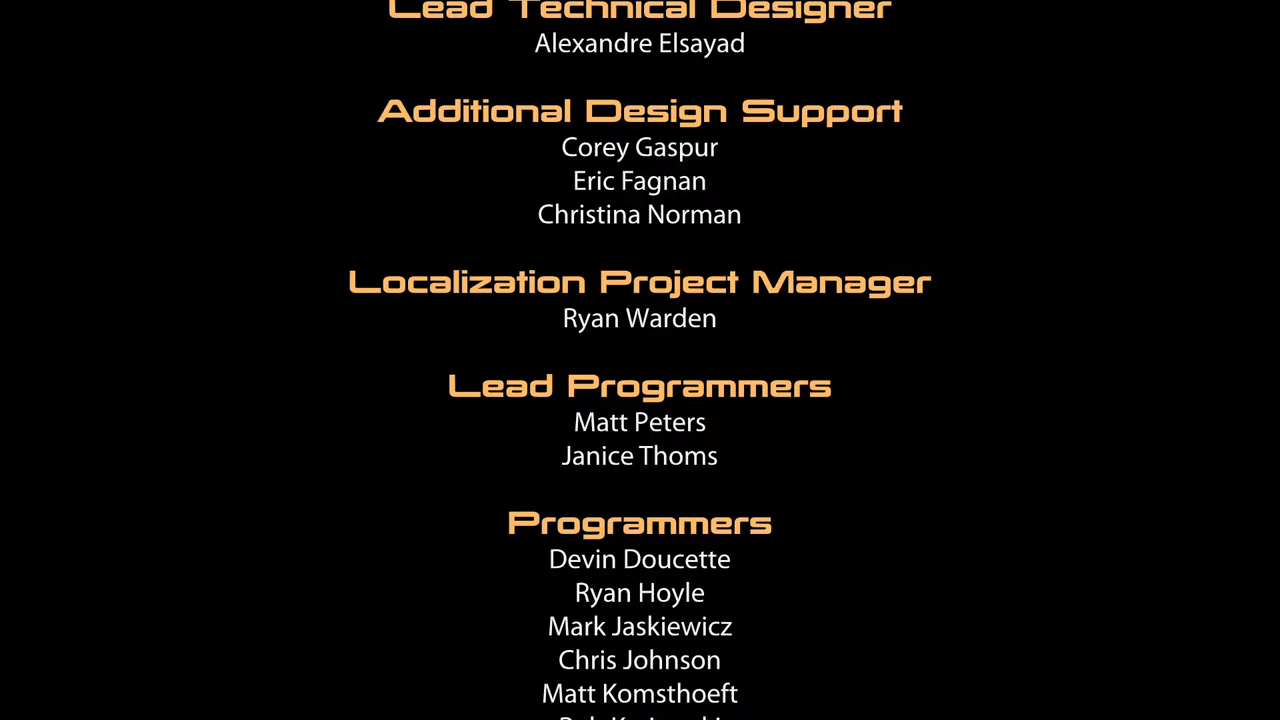 Lead Technical Designer
Alexandre Elsayad
Additional Design Support
Corey Gaspur
Eric Fagnan
Christina Norman
Localization Project Manager
Ryan Warden
Lead Programmers
Matt Peters
Janice Thoms
Programmers
Devin Doucette
Ryan Hoyle
Mark Jaskiewicz
Chris Johnson
Matt Komsthoeft